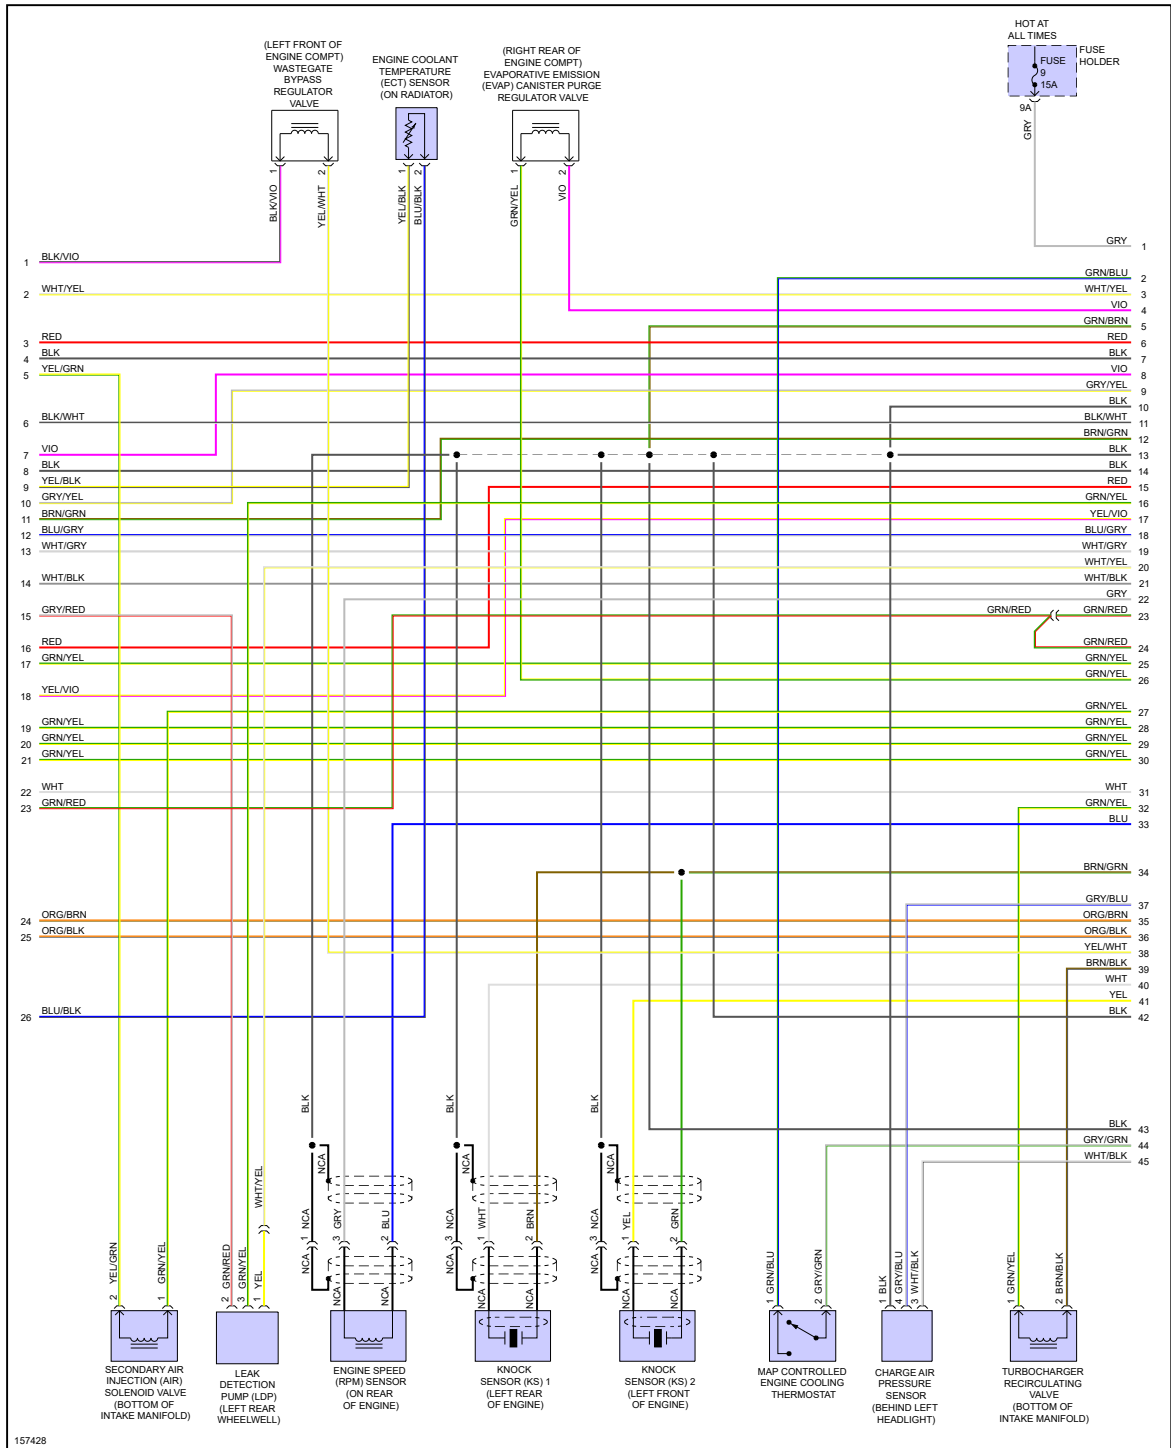 HOT AT
ALL TIMES
FUSE
HOLDER
FUSE
9
15A
9A
GRY
(LEFT FRONT OF
ENGINE COMPT)
WASTEGATE
BYPASS
REGULATOR
VALVE
ENGINE COOLANT
TEMPERATURE
(ECT) SENSOR
(ON RADIATOR)
(RIGHT REAR OF
ENGINE COMPT)
EVAPORATIVE EMISSION
(EVAP) CANISTER PURGE
REGULATOR VALVE
1 BLK/VIO
2 YEL/WHT
1 YEL/BLK
2 BLU/BLK
1 GRN/YEL
2 VIO
1 BLK/VIO
2 WHT/YEL
3 RED
4 BLK
5 YEL/GRN
6 BLK/WHT
7 VIO
8 BLK
9 YEL/BLK
10 GRY/YEL
11 BRN/GRN
12 BLU/GRY
13 WHT/GRY
14 WHT/BLK
15 GRY/RED
16 RED
17 GRN/YEL
18 YEL/VIO
19 GRN/YEL
20 GRN/YEL
21 GRN/YEL
22 WHT
23 GRN/RED
24 ORG/BRN
25 ORG/BLK
26 BLU/BLK
GRY 1
GRN/BLU 2
WHT/YEL 3
VIO 4
GRN/BRN 5
RED 6
BLK 7
VIO 8
GRY/YEL 9
BLK 10
BLK/WHT 11
BRN/GRN 12
BLK 13
BLK 14
RED 15
GRN/YEL 16
YEL/VIO 17
BLU/GRY 18
WHT/GRY 19
WHT/YEL 20
WHT/BLK 21
GRY 22
GRN/RED GRN/RED 23
GRN/RED 24
GRN/YEL 25
GRN/YEL 26
GRN/YEL 27
GRN/YEL 28
GRN/YEL 29
GRN/YEL 30
WHT 31
GRN/YEL 32
BLU 33
BRN/GRN 34
GRY/BLU 37
ORG/BRN 35
ORG/BLK 36
YEL/WHT 38
BRN/BLK 39
WHT 40
YEL 41
BLK 42
BLK 43
GRY/GRN 44
WHT/BLK 45
2 YEL/GRN
1 GRN/YEL
2 GRN/RED
3 GRN/YEL
WHT/YEL
1 YEL
BLK
NCA
1 NCA
NCA
3 GRY
NCA
2 BLU
NCA
BLK
NCA
3 NCA
NCA
1 WHT
NCA
2 BRN
NCA
BLK
NCA
3 NCA
NCA
1 YEL
NCA
2 GRN
NCA
1 GRN/BLU
2 GRY/GRN
1 BLK
4 GRY/BLU
3 WHT/BLK
1 GRN/YEL
2 BRN/BLK
SECONDARY AIR
INJECTION (AIR)
SOLENOID VALVE
(BOTTOM OF
INTAKE MANIFOLD)
LEAK
DETECTION
PUMP (LDP)
(LEFT REAR
WHEELWELL)
ENGINE SPEED
(RPM) SENSOR
(ON REAR
OF ENGINE)
KNOCK
SENSOR (KS) 1
(LEFT REAR
OF ENGINE)
KNOCK
SENSOR (KS) 2
(LEFT FRONT
OF ENGINE)
MAP CONTROLLED
ENGINE COOLING
THERMOSTAT
CHARGE AIR
PRESSURE
SENSOR
(BEHIND LEFT
HEADLIGHT)
TURBOCHARGER
RECIRCULATING
VALVE
(BOTTOM OF
INTAKE MANIFOLD)
157428